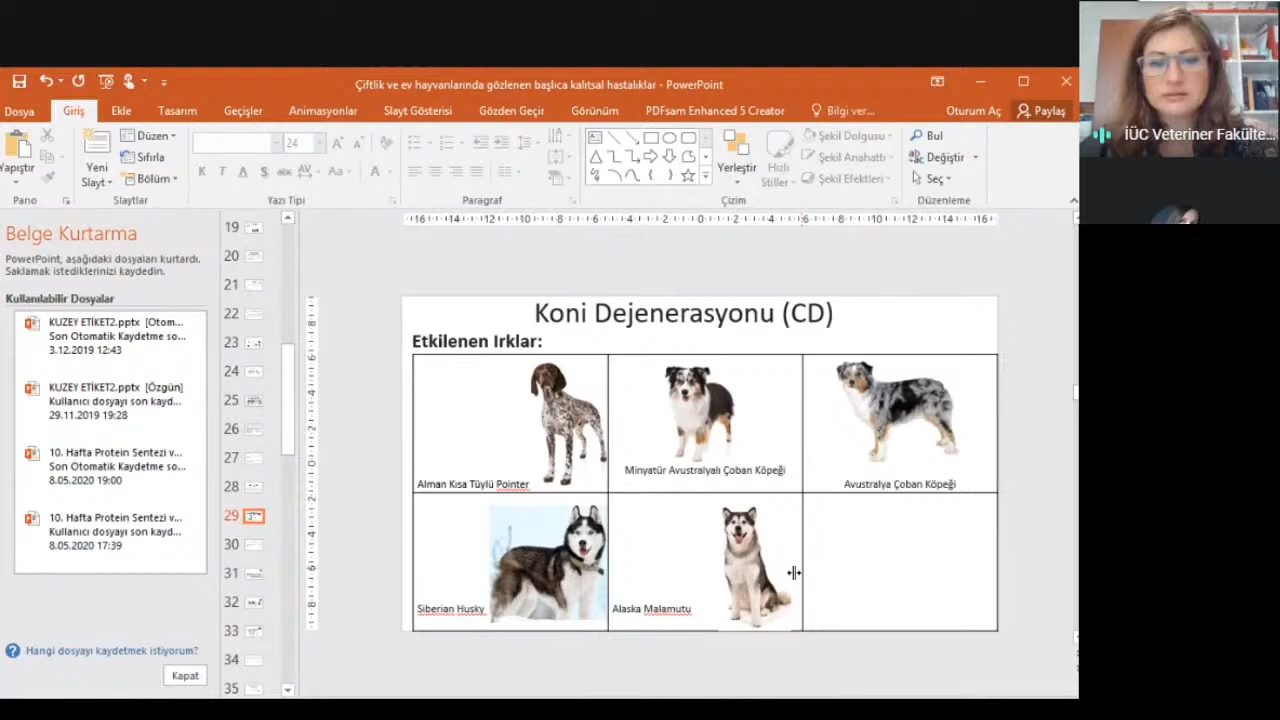 Çiftlik ve ev hayvanlarında gözlenen başlıca kalıtsal hastalıklar - PowerPoint
Dosya Giriş Ekle Tasarım Geçişler Animasyonlar Slayt Gösterisi Gözden Geçir Görünüm PDFsam Enhanced 5 Creator Bilgi ver... Oturum Aç Paylaş
Yapıştır
Yeni
Slayt
Düzen
Sıfırla
Bölüm
24
K T A S abc AV Aa A
Yerleştir
Hızlı
Stiller
Şekil Dolgusu
Şekil Anahattı
Şekil Efektleri
Bul
Değiştir
Seç
Pano Slaytlar Yazı Tipi Paragraf Çizim Düzenleme
İÜC Veteriner Fakülte...
Belge Kurtarma
PowerPoint, aşağıdaki dosyaları kurtardı.
Saklamak istediklerinizi kaydedin.
Kullanılabilir Dosyalar
KUZEY ETİKET2.pptx [Otom...
Son Otomatik Kaydetme so...
3.12.2019 12:43
KUZEY ETİKET2.pptx [Özgün]
Kullanıcı dosyayı son kayd...
29.11.2019 19:28
10. Hafta Protein Sentezi v...
Son Otomatik Kaydetme so...
8.05.2020 19:00
10. Hafta Protein Sentezi v...
Kullanıcı dosyayı son kayd...
8.05.2020 17:39
Hangi dosyayı kaydetmek istiyorum?
Kapat
19
20
21
22
23
24
25
26
27
28
29
30
31
32
33
34
35
Koni Dejenerasyonu (CD)
Etkilenen Irklar:
Alman Kısa Tüylü Pointer
Minyatür Avustralyalı Çoban Köpeği
Avustralya Çoban Köpeği
Siberian Husky
Alaska Malamutu